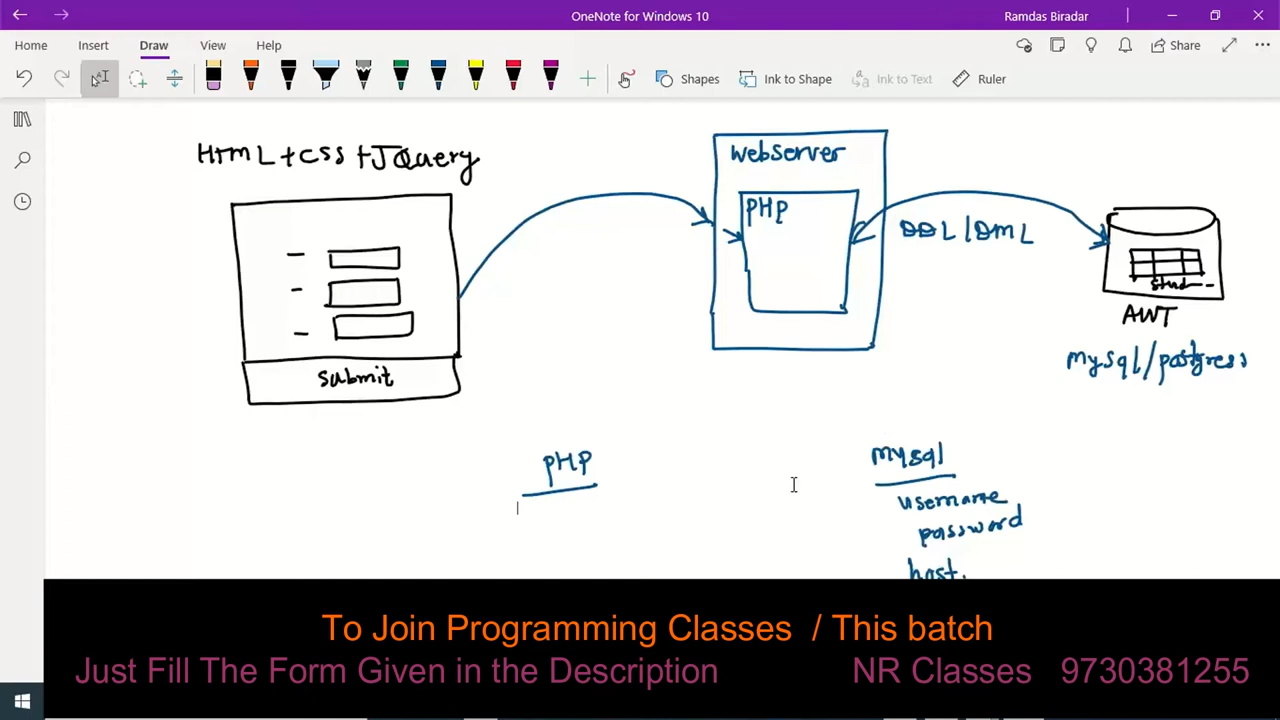 OneNote for Windows 10
Ramdas Biradar
Home Insert Draw View Help
Share
Shapes Ink to Shape Ink to Text Ruler
HTML+CSS+JQuery
Submit
Webserver
PHP
DDL/DML
Stud
AWT
Mysql/postgress
PHP
Mysql
username
password
host
To Join Programming Classes / This batch
Just Fill The Form Given in the Description NR Classes 9730381255